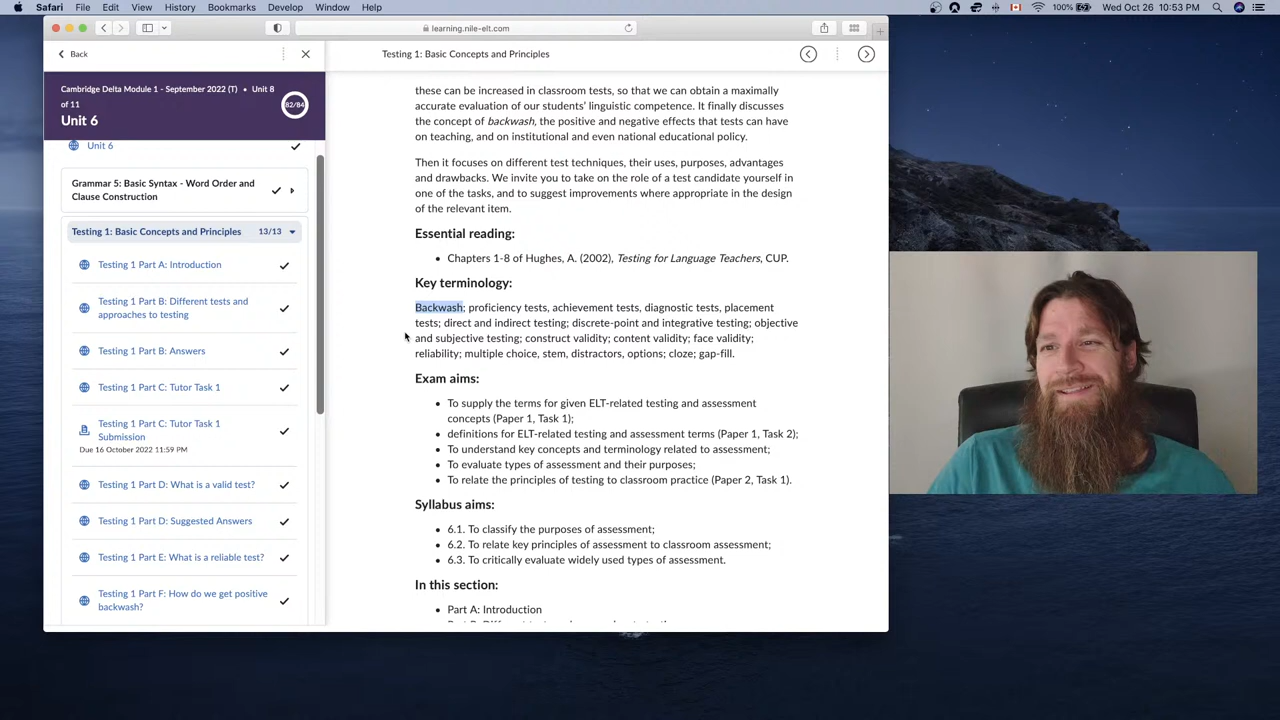 Safari File Edit View History Bookmarks Develop Window Help
100% Wed Oct 26 10:53 PM
learning.nile-elt.com
Back
Testing 1: Basic Concepts and Principles
Cambridge Delta Module 1 - September 2022 (T) • Unit 8
of 11
Unit 6
82/84
Unit 6
Grammar 5: Basic Syntax - Word Order and
Clause Construction
Testing 1: Basic Concepts and Principles 13/13
Testing 1 Part A: Introduction
Testing 1 Part B: Different tests and
approaches to testing
Testing 1 Part B: Answers
Testing 1 Part C: Tutor Task 1
Testing 1 Part C: Tutor Task 1
Submission
Due 16 October 2022 11:59 PM
Testing 1 Part D: What is a valid test?
Testing 1 Part D: Suggested Answers
Testing 1 Part E: What is a reliable test?
Testing 1 Part F: How do we get positive
backwash?
these can be increased in classroom tests, so that we can obtain a maximally
accurate evaluation of our students' linguistic competence. It finally discusses
the concept of backwash, the positive and negative effects that tests can have
on teaching, and on institutional and even national educational policy.
Then it focuses on different test techniques, their uses, purposes, advantages
and drawbacks. We invite you to take on the role of a test candidate yourself in
one of the tasks, and to suggest improvements where appropriate in the design
of the relevant item.
Essential reading:
• Chapters 1-8 of Hughes, A. (2002), Testing for Language Teachers, CUP.
Key terminology:
Backwash; proficiency tests, achievement tests, diagnostic tests, placement
tests; direct and indirect testing; discrete-point and integrative testing; objective
and subjective testing; construct validity; content validity; face validity;
reliability; multiple choice, stem, distractors, options; cloze; gap-fill.
Exam aims:
• To supply the terms for given ELT-related testing and assessment
concepts (Paper 1, Task 1);
• definitions for ELT-related testing and assessment terms (Paper 1, Task 2);
• To understand key concepts and terminology related to assessment;
• To evaluate types of assessment and their purposes;
• To relate the principles of testing to classroom practice (Paper 2, Task 1).
Syllabus aims:
• 6.1. To classify the purposes of assessment;
• 6.2. To relate key principles of assessment to classroom assessment;
• 6.3. To critically evaluate widely used types of assessment.
In this section:
• Part A: Introduction